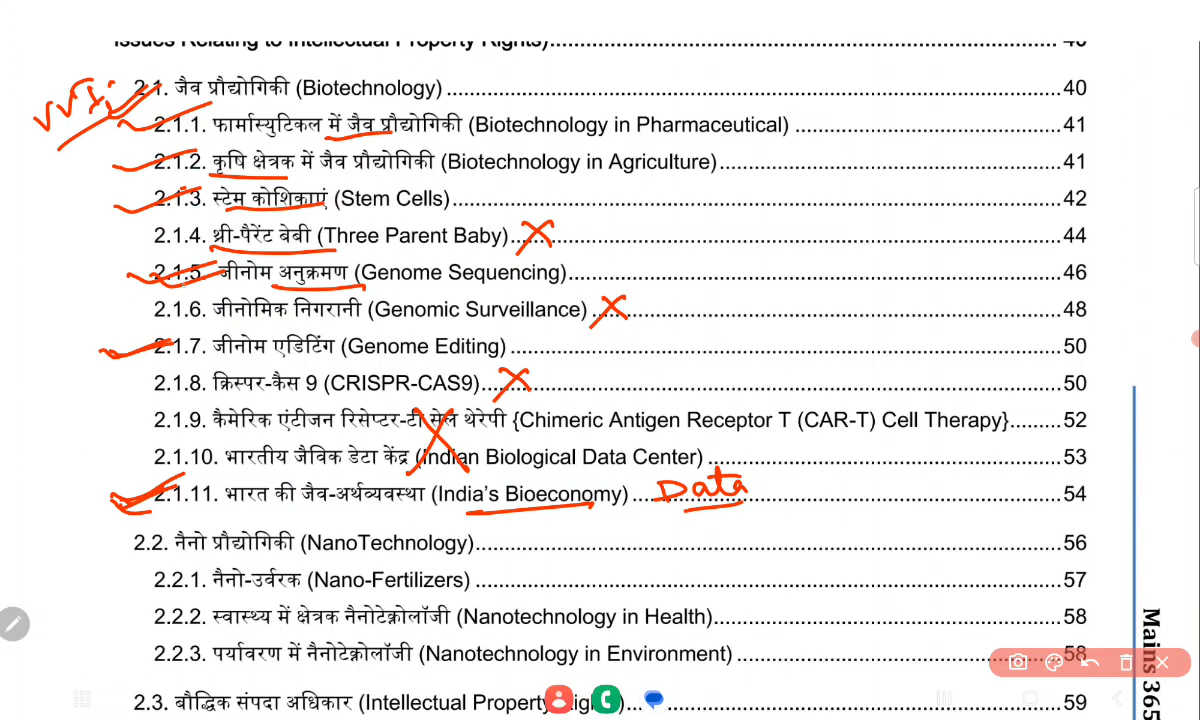 Issues Relating to Intellectual Property Rights).......... 40
VVI
2.1. जैव प्रौद्योगिकी (Biotechnology) .......... 40
2.1.1. फार्मास्युटिकल में जैव प्रौद्योगिकी (Biotechnology in Pharmaceutical) .......... 41
2.1.2. कृषि क्षेत्रक में जैव प्रौद्योगिकी (Biotechnology in Agriculture).......... 41
2.1.3. स्टेम कोशिकाएं (Stem Cells).......... 42
2.1.4. थ्री-पैरेंट बेबी (Three Parent Baby).......... 44
2.1.5. जीनोम अनुक्रमण (Genome Sequencing).......... 46
2.1.6. जीनोमिक निगरानी (Genomic Surveillance) .......... 48
2.1.7. जीनोम एडिटिंग (Genome Editing) .......... 50
2.1.8. क्रिस्पर-कैस 9 (CRISPR-CAS9).......... 50
2.1.9. कैमेरिक एंटीजन रिसेप्टर-टी सेल थेरेपी {Chimeric Antigen Receptor T (CAR-T) Cell Therapy}.......... 52
2.1.10. भारतीय जैविक डेटा केंद्र (Indian Biological Data Center) .......... 53
2.1.11. भारत की जैव-अर्थव्यवस्था (India's Bioeconomy) .......... 54
Data
2.2. नैनो प्रौद्योगिकी (NanoTechnology).......... 56
2.2.1. नैनो-उर्वरक (Nano-Fertilizers) .......... 57
2.2.2. स्वास्थ्य में क्षेत्रक नैनोटेक्नोलॉजी (Nanotechnology in Health).......... 58
2.2.3. पर्यावरण में नैनोटेक्नोलॉजी (Nanotechnology in Environment) .......... 58
2.3. बौद्धिक संपदा अधिकार (Intellectual Property Rights).......... 59
Mains 365